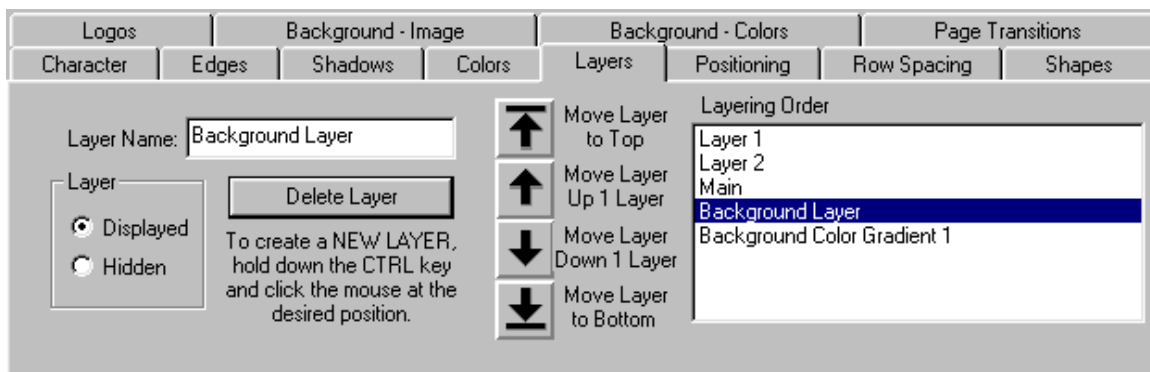 Logos
Background - Image
Background - Colors
Page Transitions
Character
Edges
Shadows
Colors
Layers
Positioning
Row Spacing
Shapes
Layer Name:
Background Layer
Layer
Displayed
Hidden
Delete Layer
To create a NEW LAYER,
hold down the CTRL key
and click the mouse at the
desired position.
Move Layer
to Top
Move Layer
Up 1 Layer
Move Layer
Down 1 Layer
Move Layer
to Bottom
Layering Order
Layer 1
Layer 2
Main
Background Layer
Background Color Gradient 1